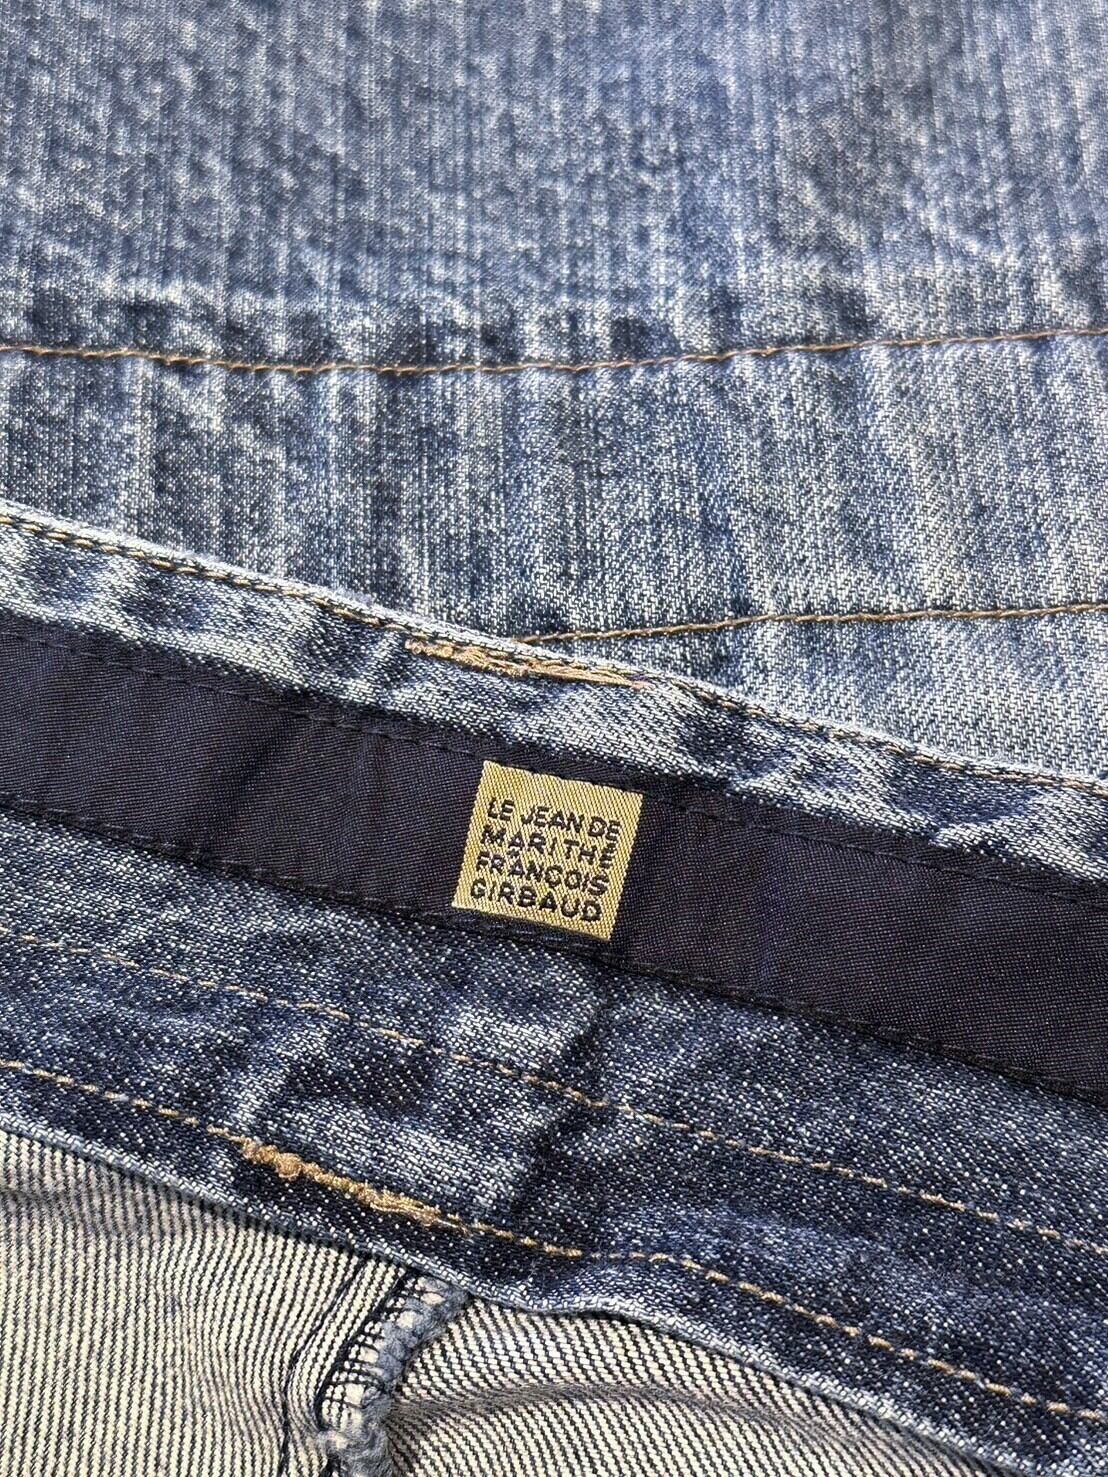 LE JEAN DE
MARITHÉ
FRANÇOIS
GIRBAUD